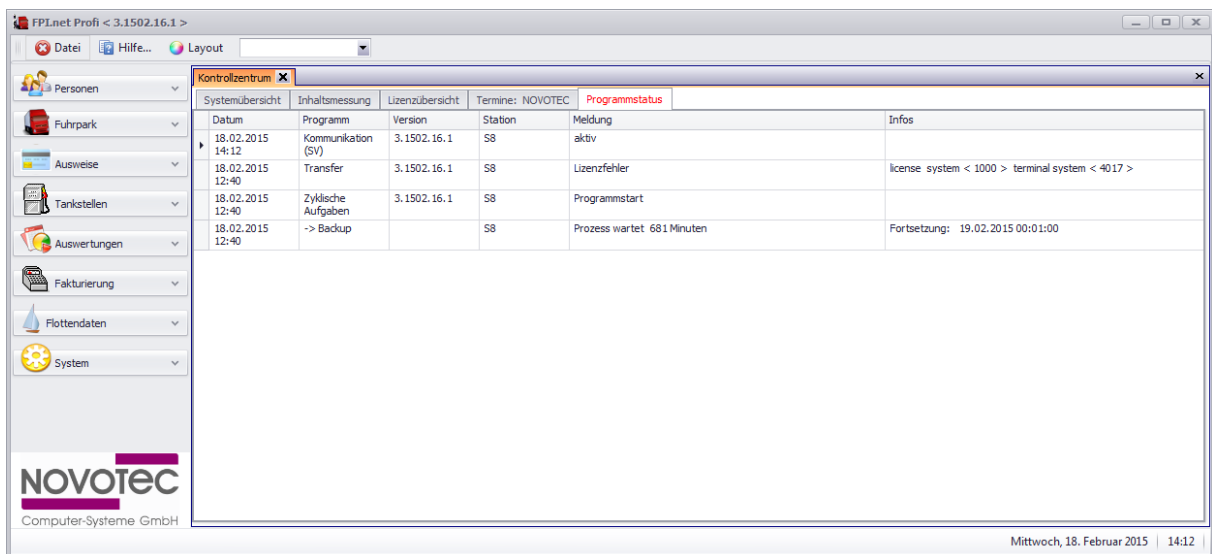 FPI.net Profi < 3.1502.16.1 >
Datei Hilfe... Layout
Personen
Fuhrpark
Ausweise
Tankstellen
Auswertungen
Fakturierung
Flottendaten
System
NOVOTEC
Computer-Systeme GmbH
Kontrollzentrum
Systemübersicht Inhaltsmessung Lizenzübersicht Termine: NOVOTEC Programmstatus
Datum Programm Version Station Meldung Infos
18.02.2015 Kommunikation 3.1502.16.1 S8 aktiv
14:12 (SV)
18.02.2015 Transfer 3.1502.16.1 S8 Lizenzfehler license system < 1000 > terminal system < 4017 >
12:40
18.02.2015 Zyklische 3.1502.16.1 S8 Programmstart
12:40 Aufgaben
18.02.2015 -> Backup S8 Prozess wartet 681 Minuten Fortsetzung: 19.02.2015 00:01:00
12:40
Mittwoch, 18. Februar 2015 14:12